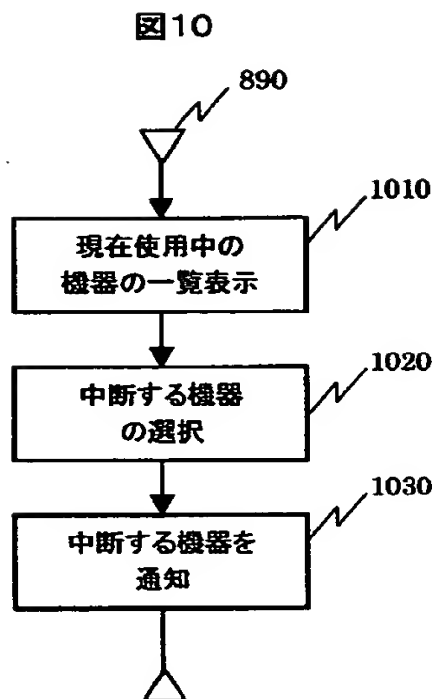 図10
890
1010
現在使用中の
機器の一覧表示
1020
中断する機器
の選択
1030
中断する機器を
通知